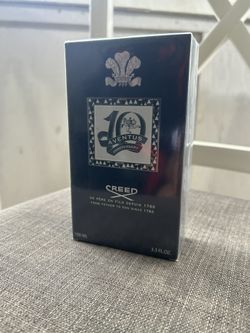 10
AVENTUS
ANNIVERSARY
CREED
DE PÈRE EN FILS DEPUIS 1760
FROM FATHER TO SON SINCE 1760
100 ML
3.3 FL.OZ